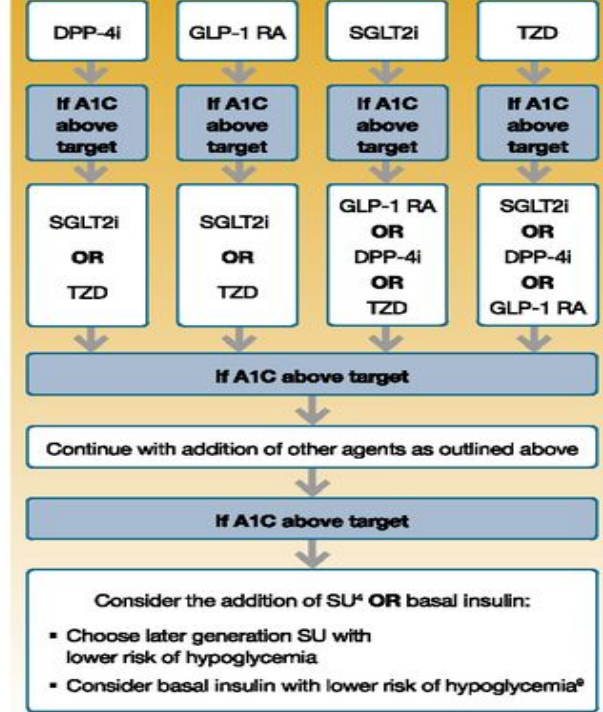 DPP-4i
GLP-1 RA
SGLT2i
TZD
If A1C
above
target
If A1C
above
target
If A1C
above
target
If A1C
above
target
SGLT2i
OR
TZD
SGLT2i
OR
TZD
GLP-1 RA
OR
DPP-4i
OR
TZD
SGLT2i
OR
DPP-4i
OR
GLP-1 RA
If A1C above target
Continue with addition of other agents as outlined above
If A1C above target
Consider the addition of SU⁴ OR basal insulin:
▪ Choose later generation SU with
lower risk of hypoglycemia
▪ Consider basal insulin with lower risk of hypoglycemia⁹